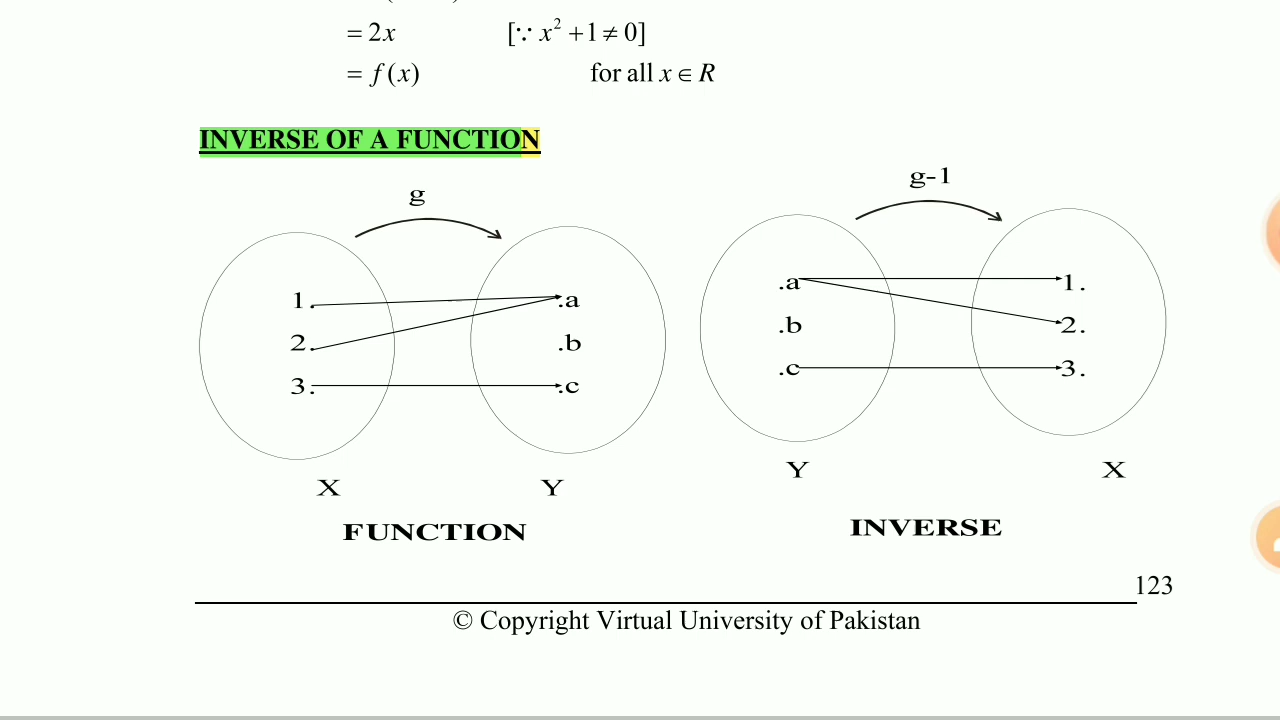 = 2x [∵ x² + 1 ≠ 0]
= f(x) for all x ∈ R
INVERSE OF A FUNCTION
g
g-1
1. .a
2. .b
3. .c
X Y
FUNCTION
.a 1.
.b 2.
.c 3.
Y X
INVERSE
123
© Copyright Virtual University of Pakistan